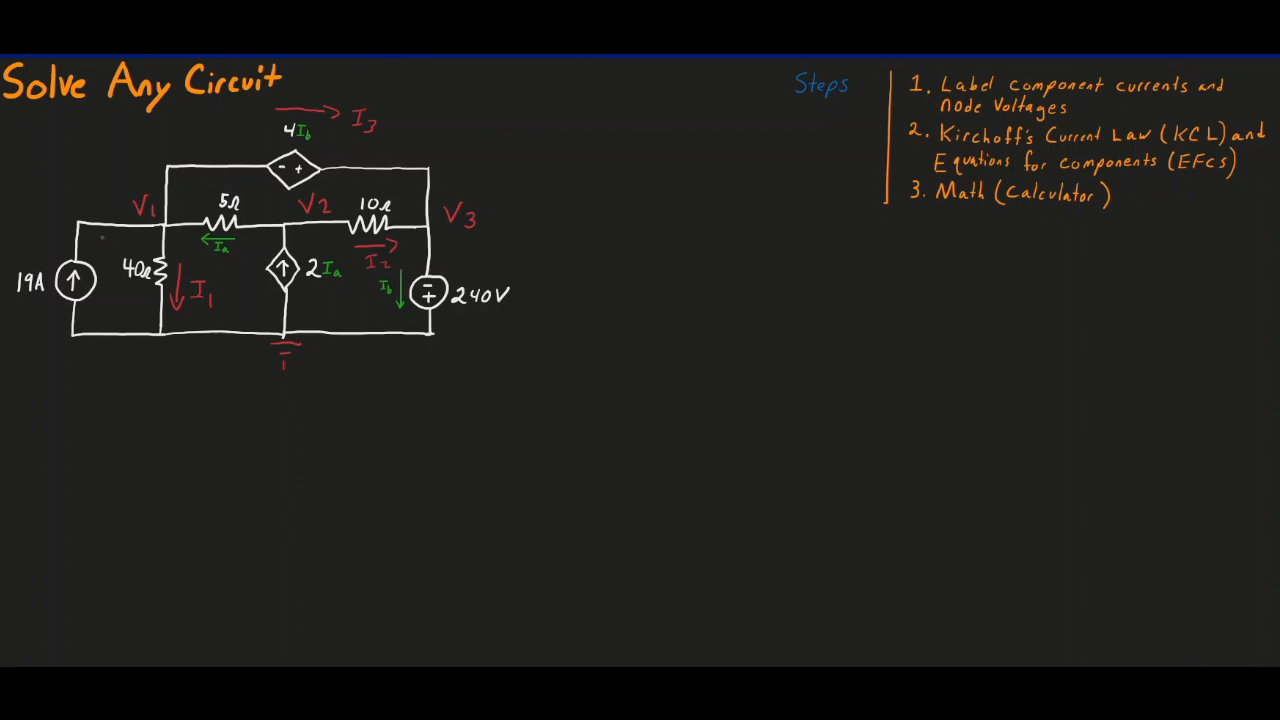 Solve Any Circuit
Steps
1. Label component currents and
node Voltages
2. Kirchoff's Current Law (KCL) and
Equations for components (EFCs)
3. Math (Calculator)
I3
4Ib
- +
V1
5Ω
V2
10Ω
V3
Ia
I2
19A
40Ω
I1
2Ia
Ib
- +
240V